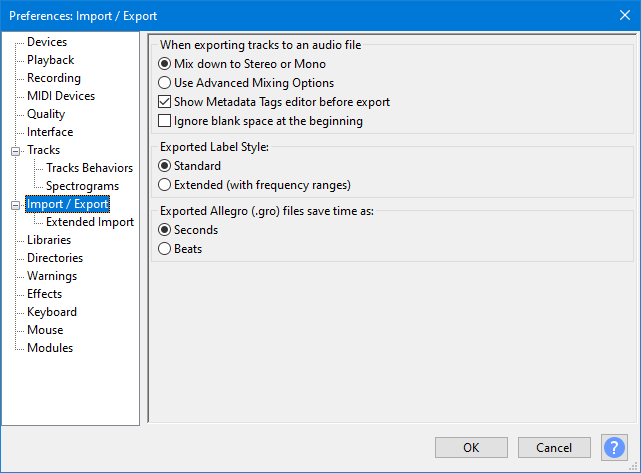 Preferences: Import / Export
Devices
Playback
Recording
MIDI Devices
Quality
Interface
Tracks
Tracks Behaviors
Spectrograms
Import / Export
Extended Import
Libraries
Directories
Warnings
Effects
Keyboard
Mouse
Modules
When exporting tracks to an audio file
Mix down to Stereo or Mono
Use Advanced Mixing Options
Show Metadata Tags editor before export
Ignore blank space at the beginning
Exported Label Style:
Standard
Extended (with frequency ranges)
Exported Allegro (.gro) files save time as:
Seconds
Beats
OK
Cancel
?